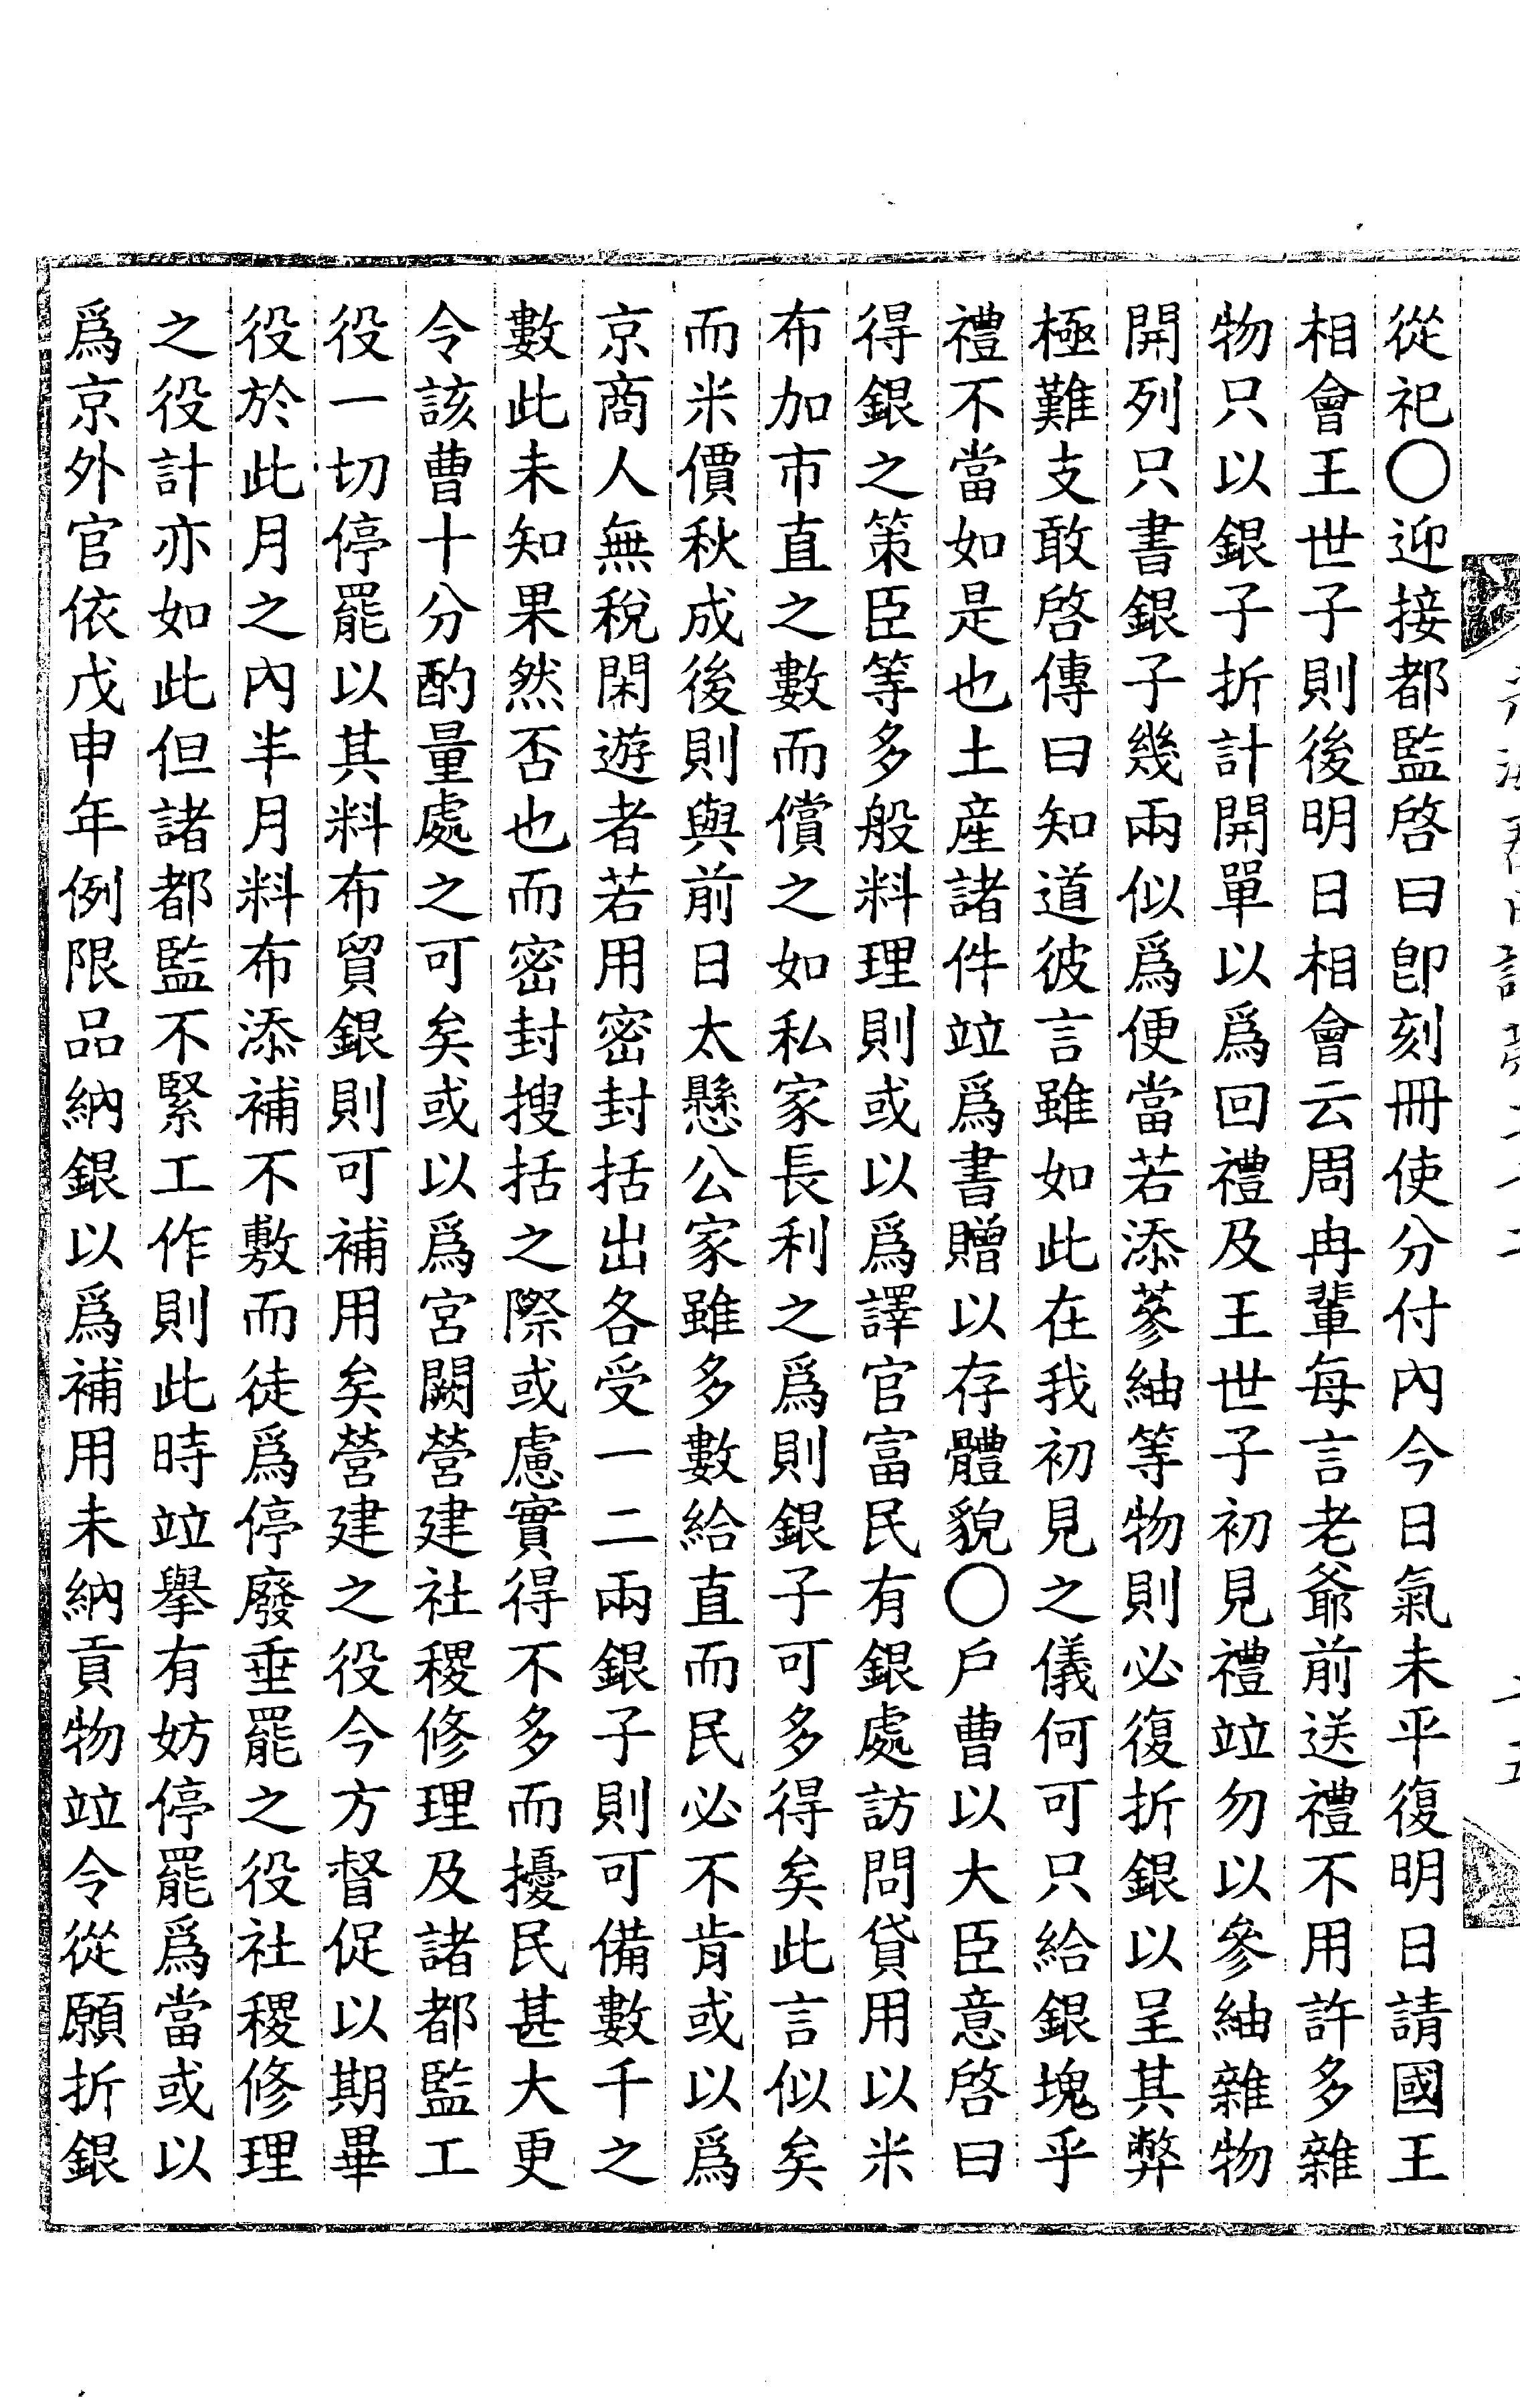 從祀○迎接都監啓曰卽刻冊使分付內今日氣未平復明日請國王
相會王世子則後明日相會云周冉輩每言老爺前送禮不用許多雜
物只以銀子折計開單以爲回禮及王世子初見禮竝勿以參紬雜物
開列只書銀子幾兩似爲便當若添蔘紬等物則必復折銀以呈其弊
極難支敢啓傳曰知道彼言雖如此在我初見之儀何可只給銀塊乎
禮不當如是也土産諸件竝爲書贈以存體貌○戶曹以大臣意啓曰
得銀之策臣等多般料理則或以爲譯官富民有銀處訪問貸用以米
布加市直之數而償之如私家長利之爲則銀子可多得矣此言似矣
而米價秋成後則與前日太懸公家雖多數給直而民必不肯或以爲
京商人無稅閑遊者若用密封括出各受一二兩銀子則可備數千之
數此未知果然否也而密封搜括之際或慮實得不多而擾民甚大更
令該曹十分酌量處之可矣或以爲宮闕營建社稷修理及諸都監工
役一切停罷以其料布貿銀則可補用矣營建之役今方督促以期畢
役於此月之內半月料布添補不敷而徒爲停廢垂罷之役社稷修理
之役計亦如此但諸都監不緊工作則此時竝擧有妨停罷爲當或以
爲京外官依戊申年例限品納銀以爲補用未納貢物竝令從願折銀